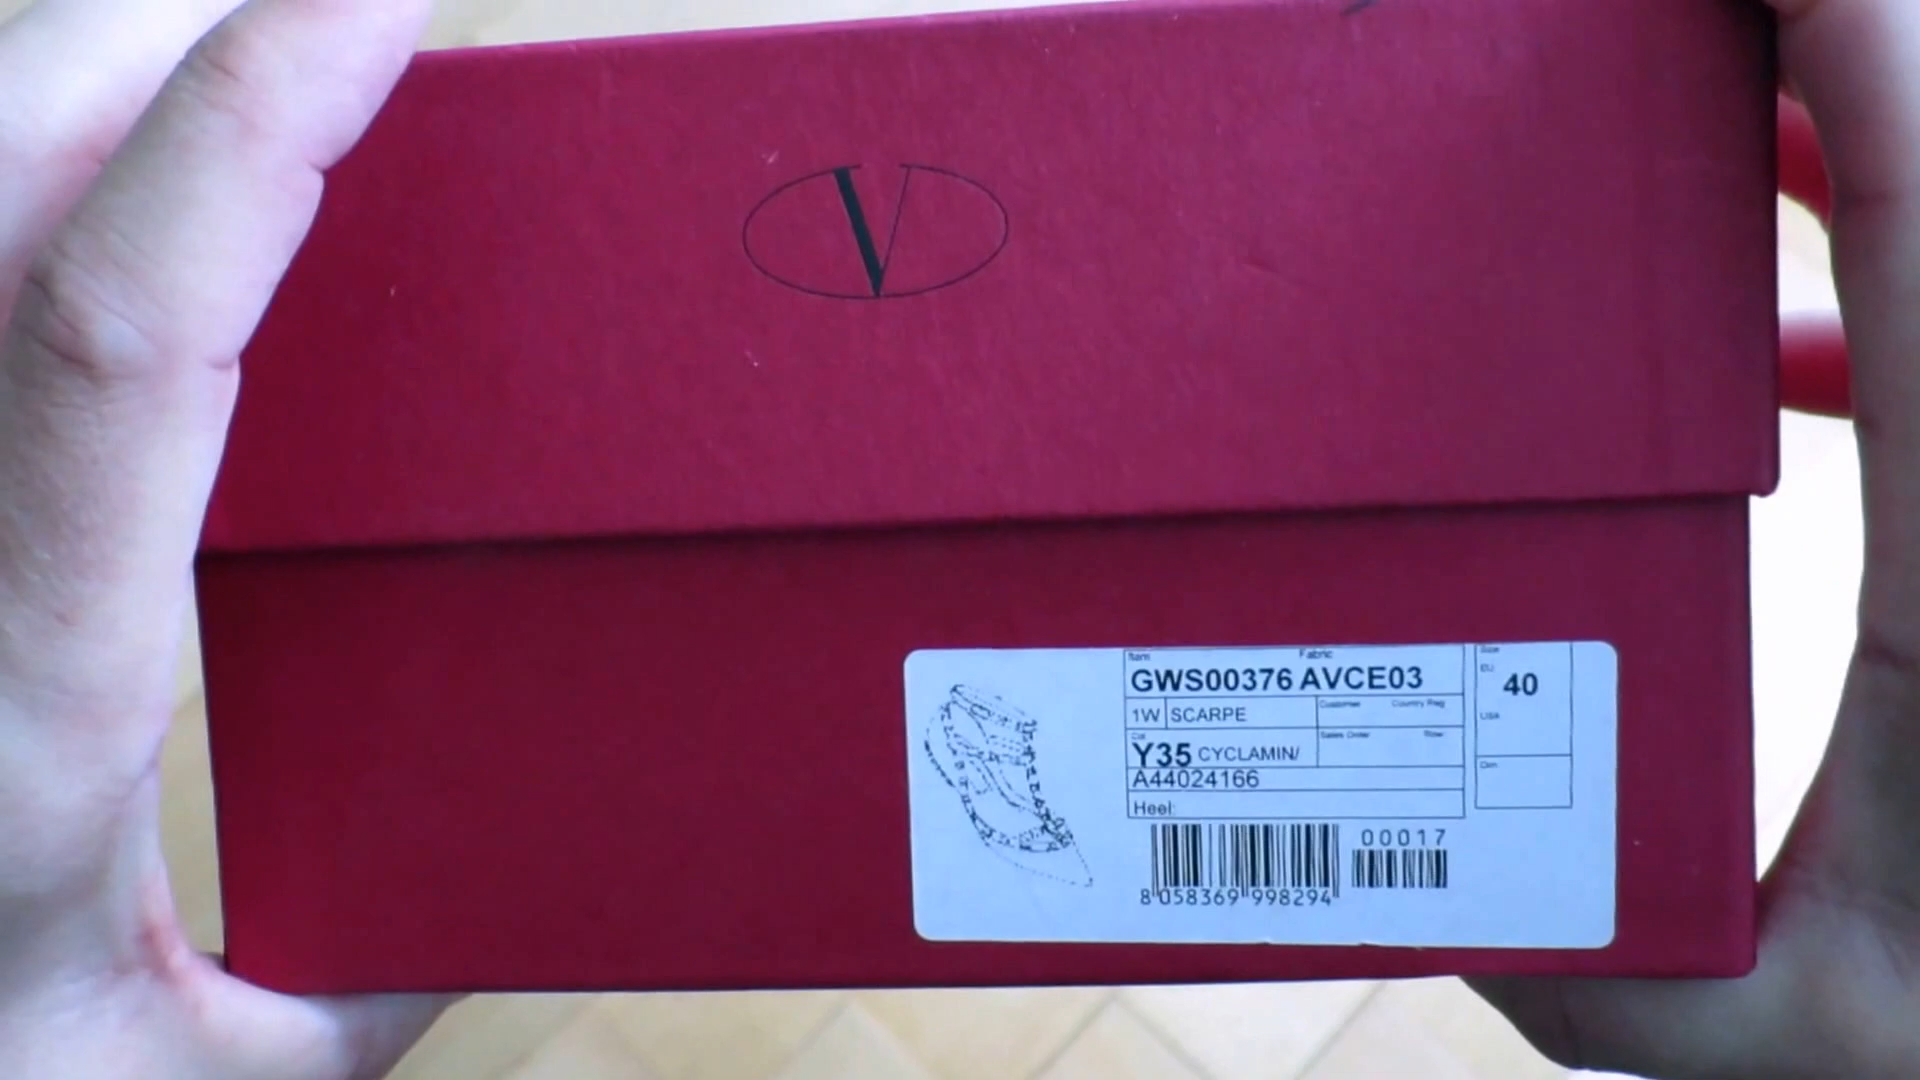 V
Item Fabric
GWS00376 AVCE03
1W SCARPE
Customer Country Reg
Col
Y35 CYCLAMIN/
Sales Order Row
A44024166
Heel:
Size
EU
40
USA
Dim
00017
8 058369 998294